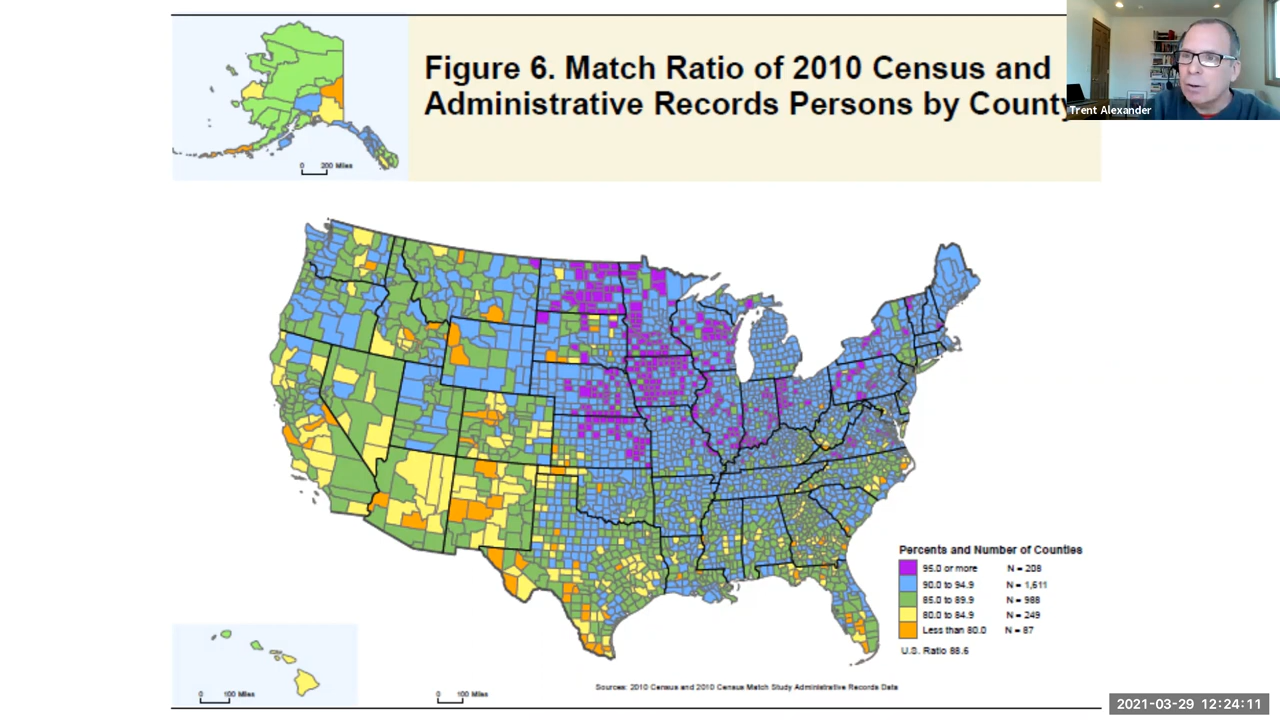 Figure 6. Match Ratio of 2010 Census and
Administrative Records Persons by County
Trent Alexander
0 200 Miles
Percents and Number of Counties
95.0 or more N = 208
90.0 to 94.9 N = 1,611
85.0 to 89.9 N = 988
80.0 to 84.9 N = 249
Less than 80.0 N = 87
U.S. Ratio 88.6
0 100 Miles
0 100 Miles
Sources: 2010 Census and 2010 Census Match Study Administrative Records Data
2021-03-29 12:24:11